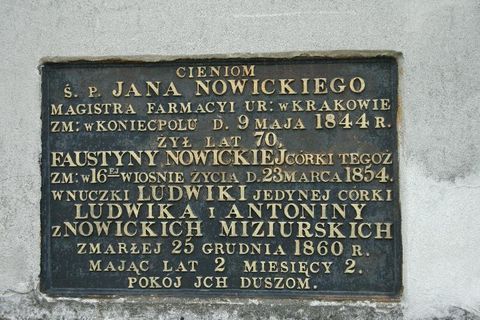 CIENIOM
Ś. P. JANA NOWICKIEGO
MAGISTRA FARMACYI UR: W KRAKOWIE
ZM: W KONIECPOLU D. 9 MAJA 1844 R.
ŻYŁ LAT 70,
FAUSTYNY NOWICKIEJ CÓRKI TEGOŻ
ZM: W 16EJ WIOSNIE ŻYCIA D. 23 MARCA 1854.
WNUCZKI LUDWIKI JEDYNEJ CÓRKI
LUDWIKA I ANTONINY
Z NOWICKICH MIZIURSKICH
ZMARŁEJ 25 GRUDNIA 1860 R.
MAJĄC LAT 2 MIESIĘCY 2.
POKÓJ JCH DUSZOM.